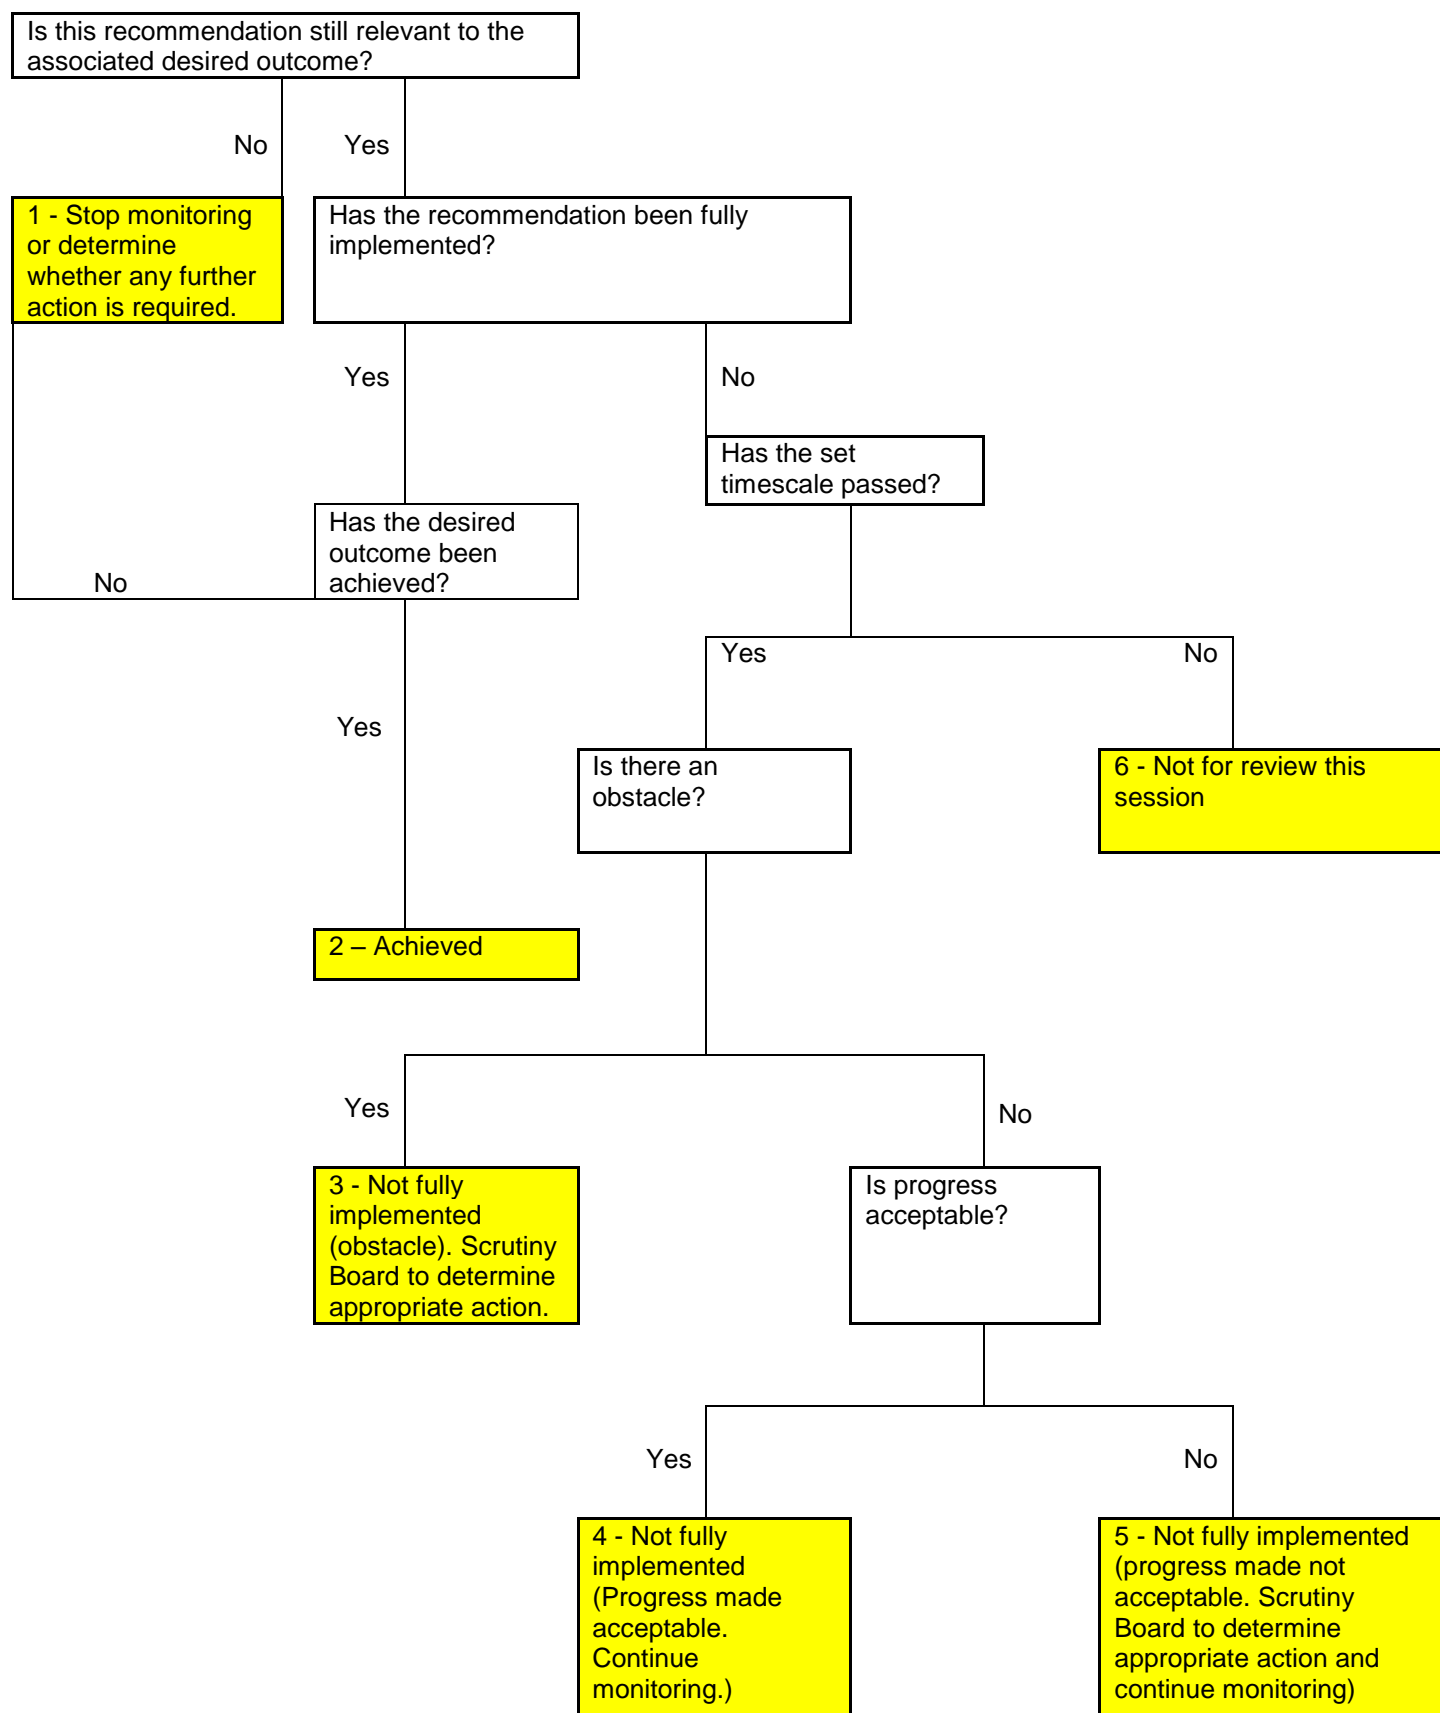 Is this recommendation still relevant to the
associated desired outcome?
No
Yes
1 - Stop monitoring
or determine
whether any further
action is required.
Has the recommendation been fully
implemented?
Yes
No
Has the set
timescale passed?
Has the desired
outcome been
achieved?
No
Yes
No
Yes
Is there an
obstacle?
6 - Not for review this
session
2 – Achieved
Yes
No
3 - Not fully
implemented
(obstacle). Scrutiny
Board to determine
appropriate action.
Is progress
acceptable?
Yes
No
4 - Not fully
implemented
(Progress made
acceptable.
Continue
monitoring.)
5 - Not fully implemented
(progress made not
acceptable. Scrutiny
Board to determine
appropriate action and
continue monitoring)